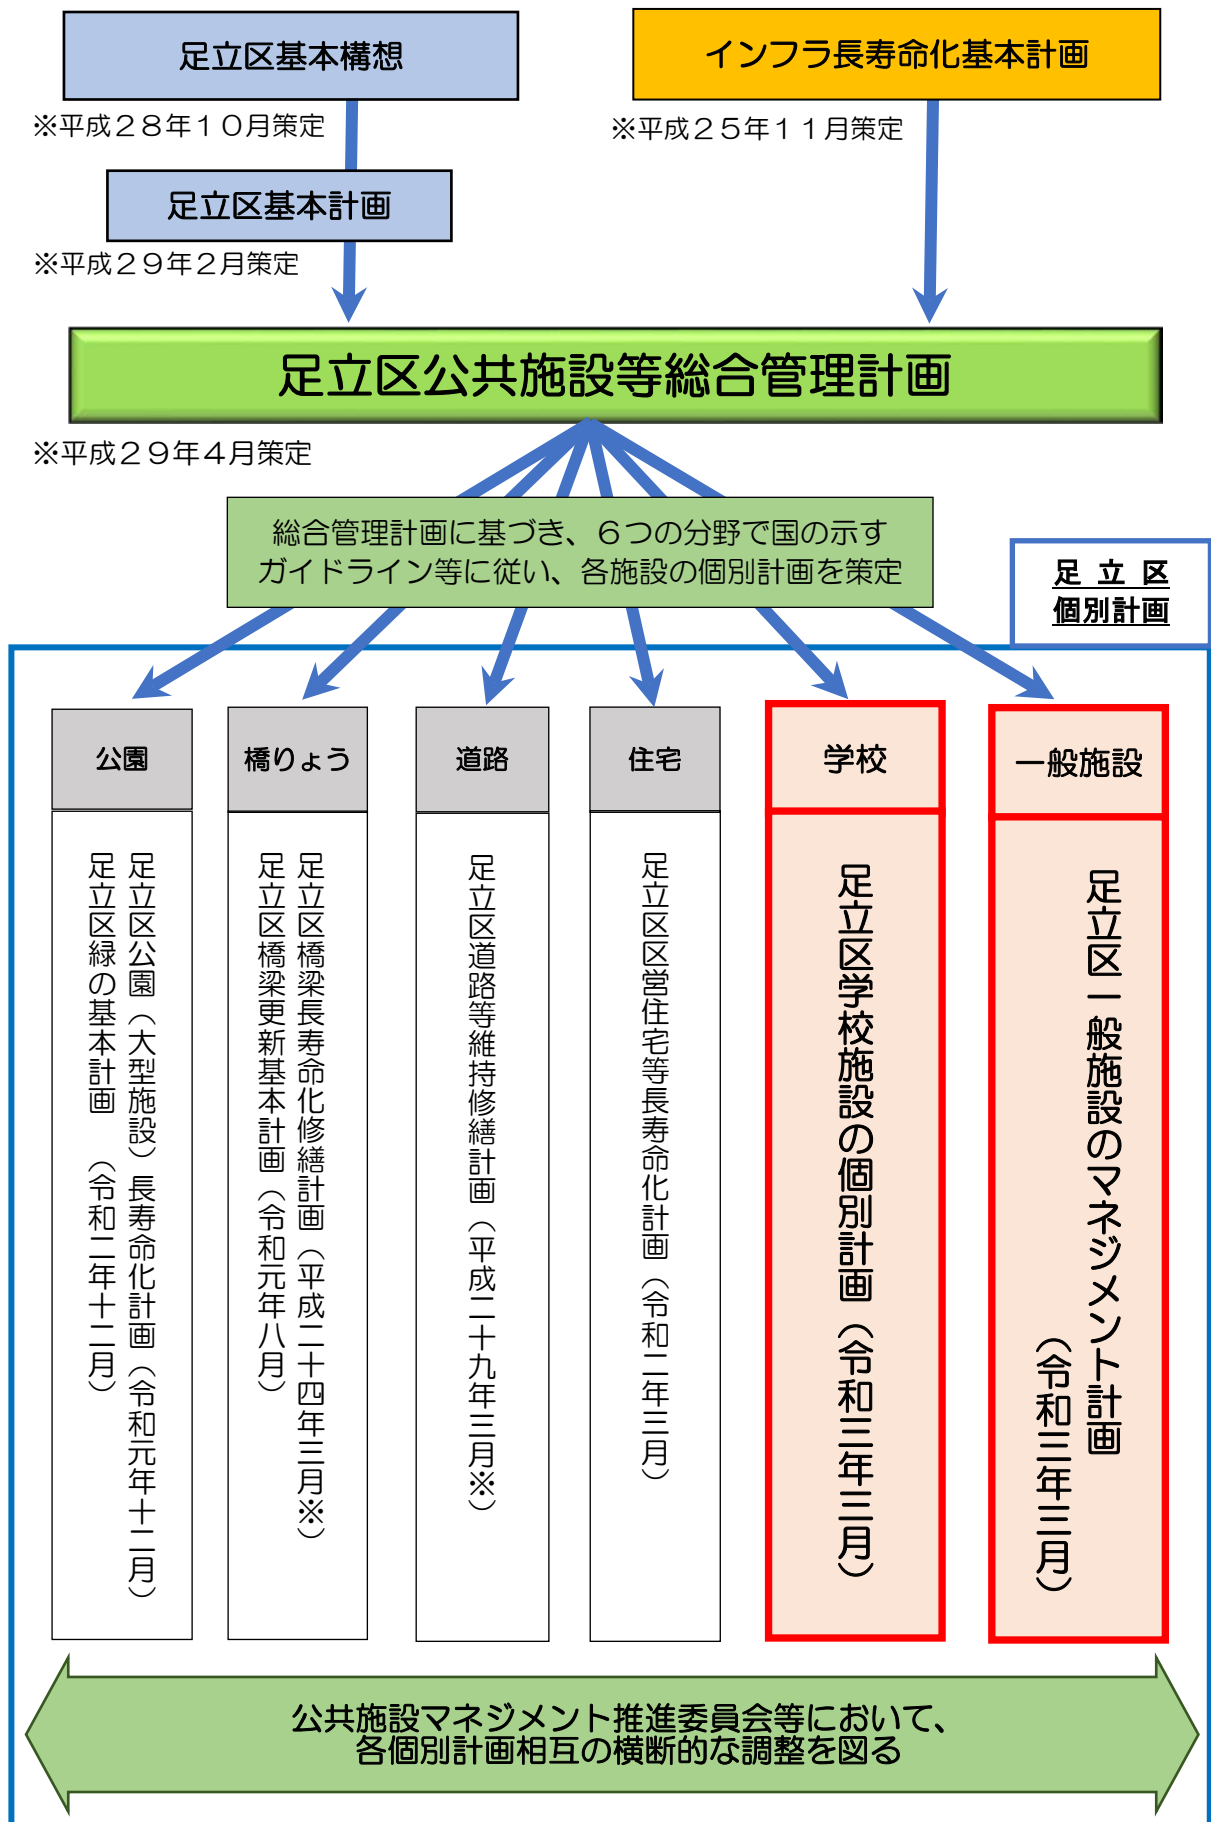 足立区基本構想
インフラ長寿命化基本計画
※平成２８年１０月策定
※平成２５年１１月策定
足立区基本計画
※平成２９年２月策定
足立区公共施設等総合管理計画
※平成２９年４月策定
総合管理計画に基づき、６つの分野で国の示す
ガイドライン等に従い、各施設の個別計画を策定
足 立 区
個別計画
公園
足立区公園（大型施設）長寿命化計画（令和元年十二月）
足立区緑の基本計画　（令和二年十二月）
橋りょう
足立区橋梁長寿命化修繕計画（平成二十四年三月※）
足立区橋梁更新基本計画（令和元年八月）
道路
足立区道路等維持修繕計画（平成二十九年三月※）
住宅
足立区区営住宅等長寿命化計画（令和二年三月）
学校
足立区学校施設の個別計画（令和三年三月）
一般施設
足立区一般施設のマネジメント計画
（令和三年三月）
公共施設マネジメント推進委員会等において、
各個別計画相互の横断的な調整を図る